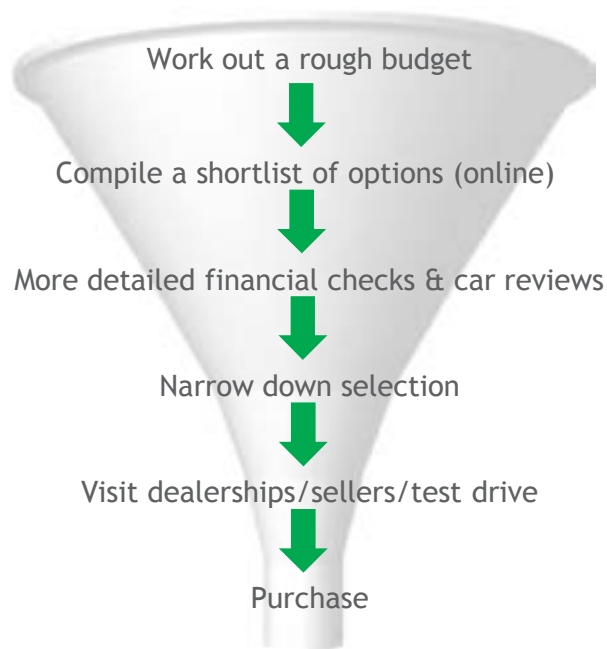 Work out a rough budget
Compile a shortlist of options (online)
More detailed financial checks & car reviews
Narrow down selection
Visit dealerships/sellers/test drive
Purchase